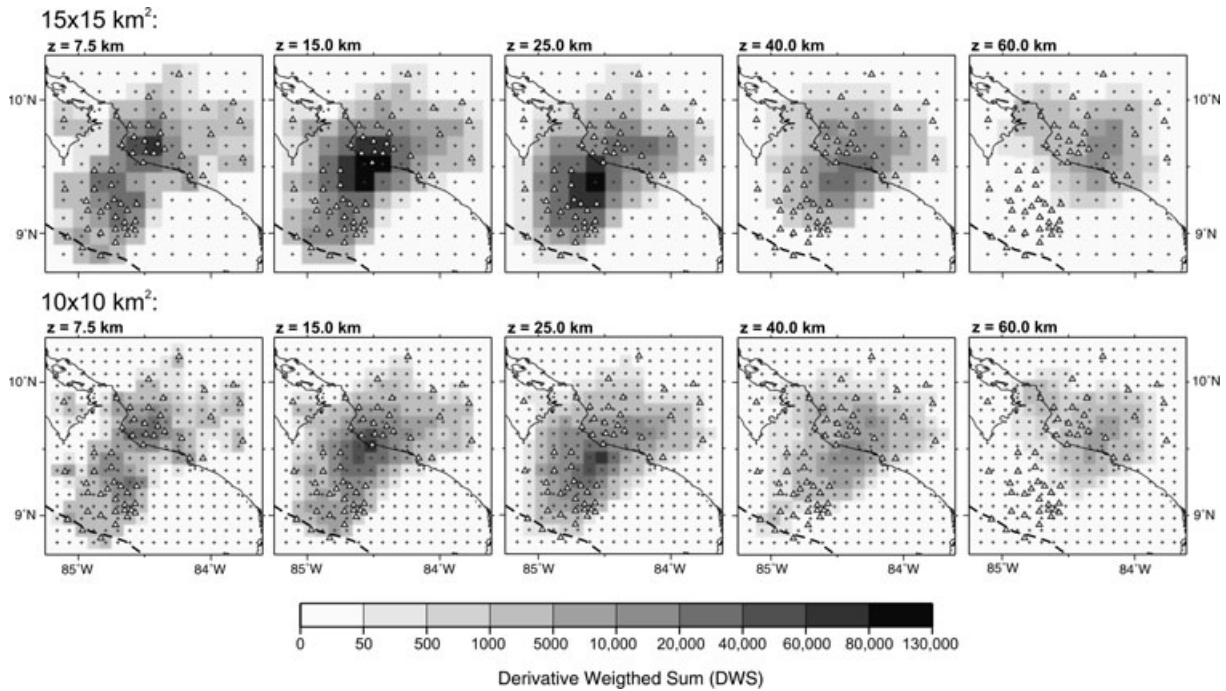 15x15 km²:
z = 7.5 km z = 15.0 km z = 25.0 km z = 40.0 km z = 60.0 km
10˚N 10˚N
9˚N 9˚N
10x10 km²:
z = 7.5 km z = 15.0 km z = 25.0 km z = 40.0 km z = 60.0 km
10˚N 10˚N
9˚N 9˚N
85˚W 84˚W 85˚W 84˚W 85˚W 84˚W 85˚W 84˚W 85˚W 84˚W
0 50 500 1000 5000 10,000 20,000 40,000 60,000 80,000 130,000
Derivative Weigthed Sum (DWS)